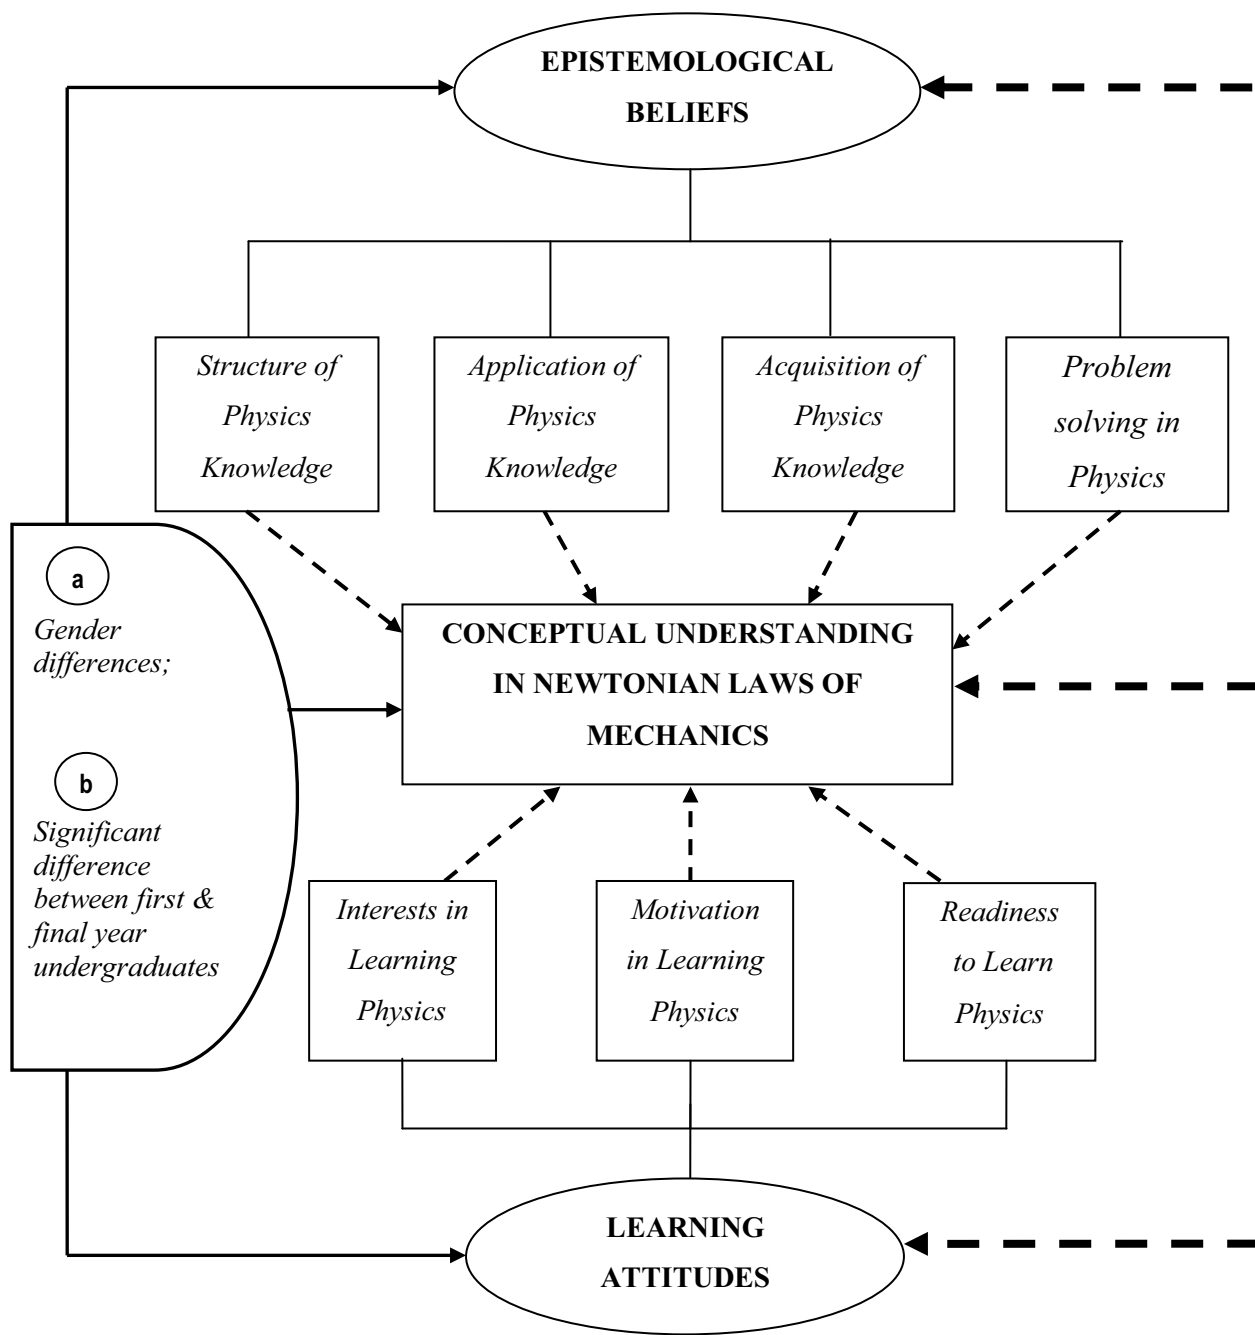 EPISTEMOLOGICAL
BELIEFS
Structure of
Physics
Knowledge
Application of
Physics
Knowledge
Acquisition of
Physics
Knowledge
Problem
solving in
Physics
a
Gender
differences;
b
Significant
difference
between first &
final year
undergraduates
CONCEPTUAL UNDERSTANDING
IN NEWTONIAN LAWS OF
MECHANICS
Interests in
Learning
Physics
Motivation
in Learning
Physics
Readiness
to Learn
Physics
LEARNING
ATTITUDES